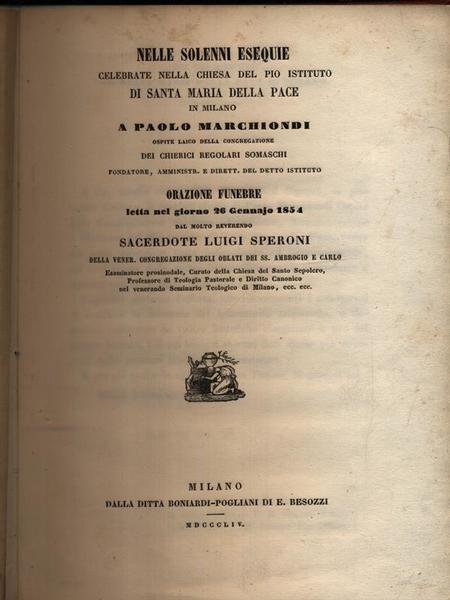 NELLE SOLENNI ESEQUIE
CELEBRATE NELLA CHIESA DEL PIO ISTITUTO
DI SANTA MARIA DELLA PACE
IN MILANO
A PAOLO MARCHIONDI
OSPITE LAICO DELLA CONGREGAZIONE
DEI CHIERICI REGOLARI SOMASCHI
FONDATORE, AMMINISTR. E DIRETT. DEL DETTO ISTITUTO
ORAZIONE FUNEBRE
letta nel giorno 26 Gennajo 1854
DAL MOLTO REVERENDO
SACERDOTE LUIGI SPERONI
DELLA VENER. CONGREGAZIONE DEGLI OBLATI DEI SS. AMBROGIO E CARLO
Esaminatore prosinodale, Curato della Chiesa del Santo Sepolcro,
Professore di Teologia Pastorale e Diritto Canonico
nel venerando Seminario Teologico di Milano, ecc. ecc.
MILANO
DALLA DITTA BONIARDI-POGLIANI DI E. BESOZZI
MDCCCLIV.